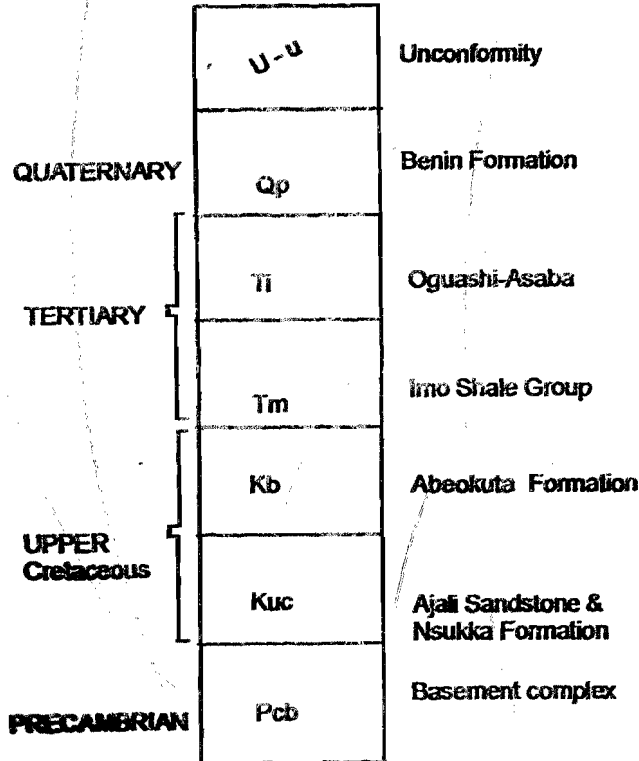 U-u Unconformity
QUATERNARY Qp Benin Formation
TERTIARY
Ti Oguashi-Asaba
Tm Imo Shale Group
UPPER
Cretaceous
Kb Abeokuta Formation
Kuc Ajali Sandstone &
Nsukka Formation
PRECAMBRIAN Pcb Basement complex